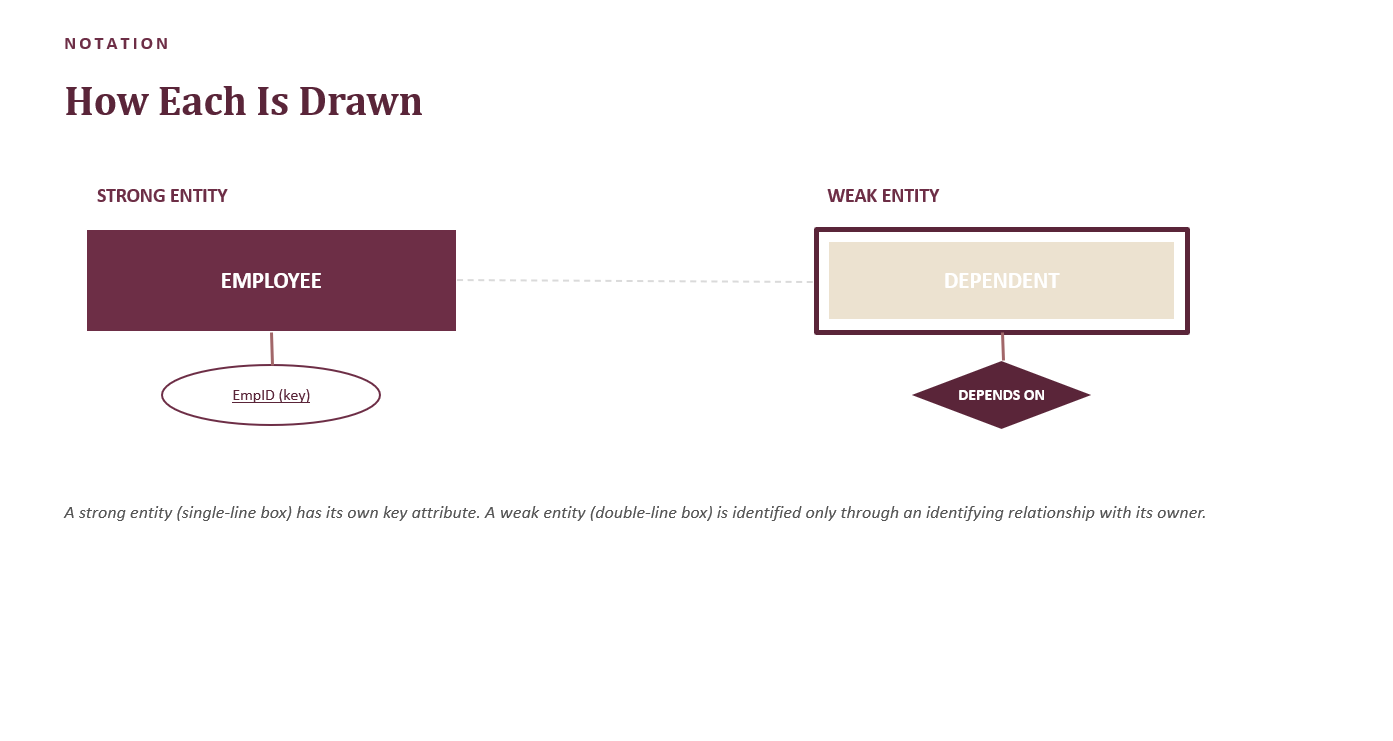 NOTATION
How Each Is Drawn
STRONG ENTITY
WEAK ENTITY
EMPLOYEE
DEPENDENT
EmpID (key)
DEPENDS ON
A strong entity (single-line box) has its own key attribute. A weak entity (double-line box) is identified only through an identifying relationship with its owner.